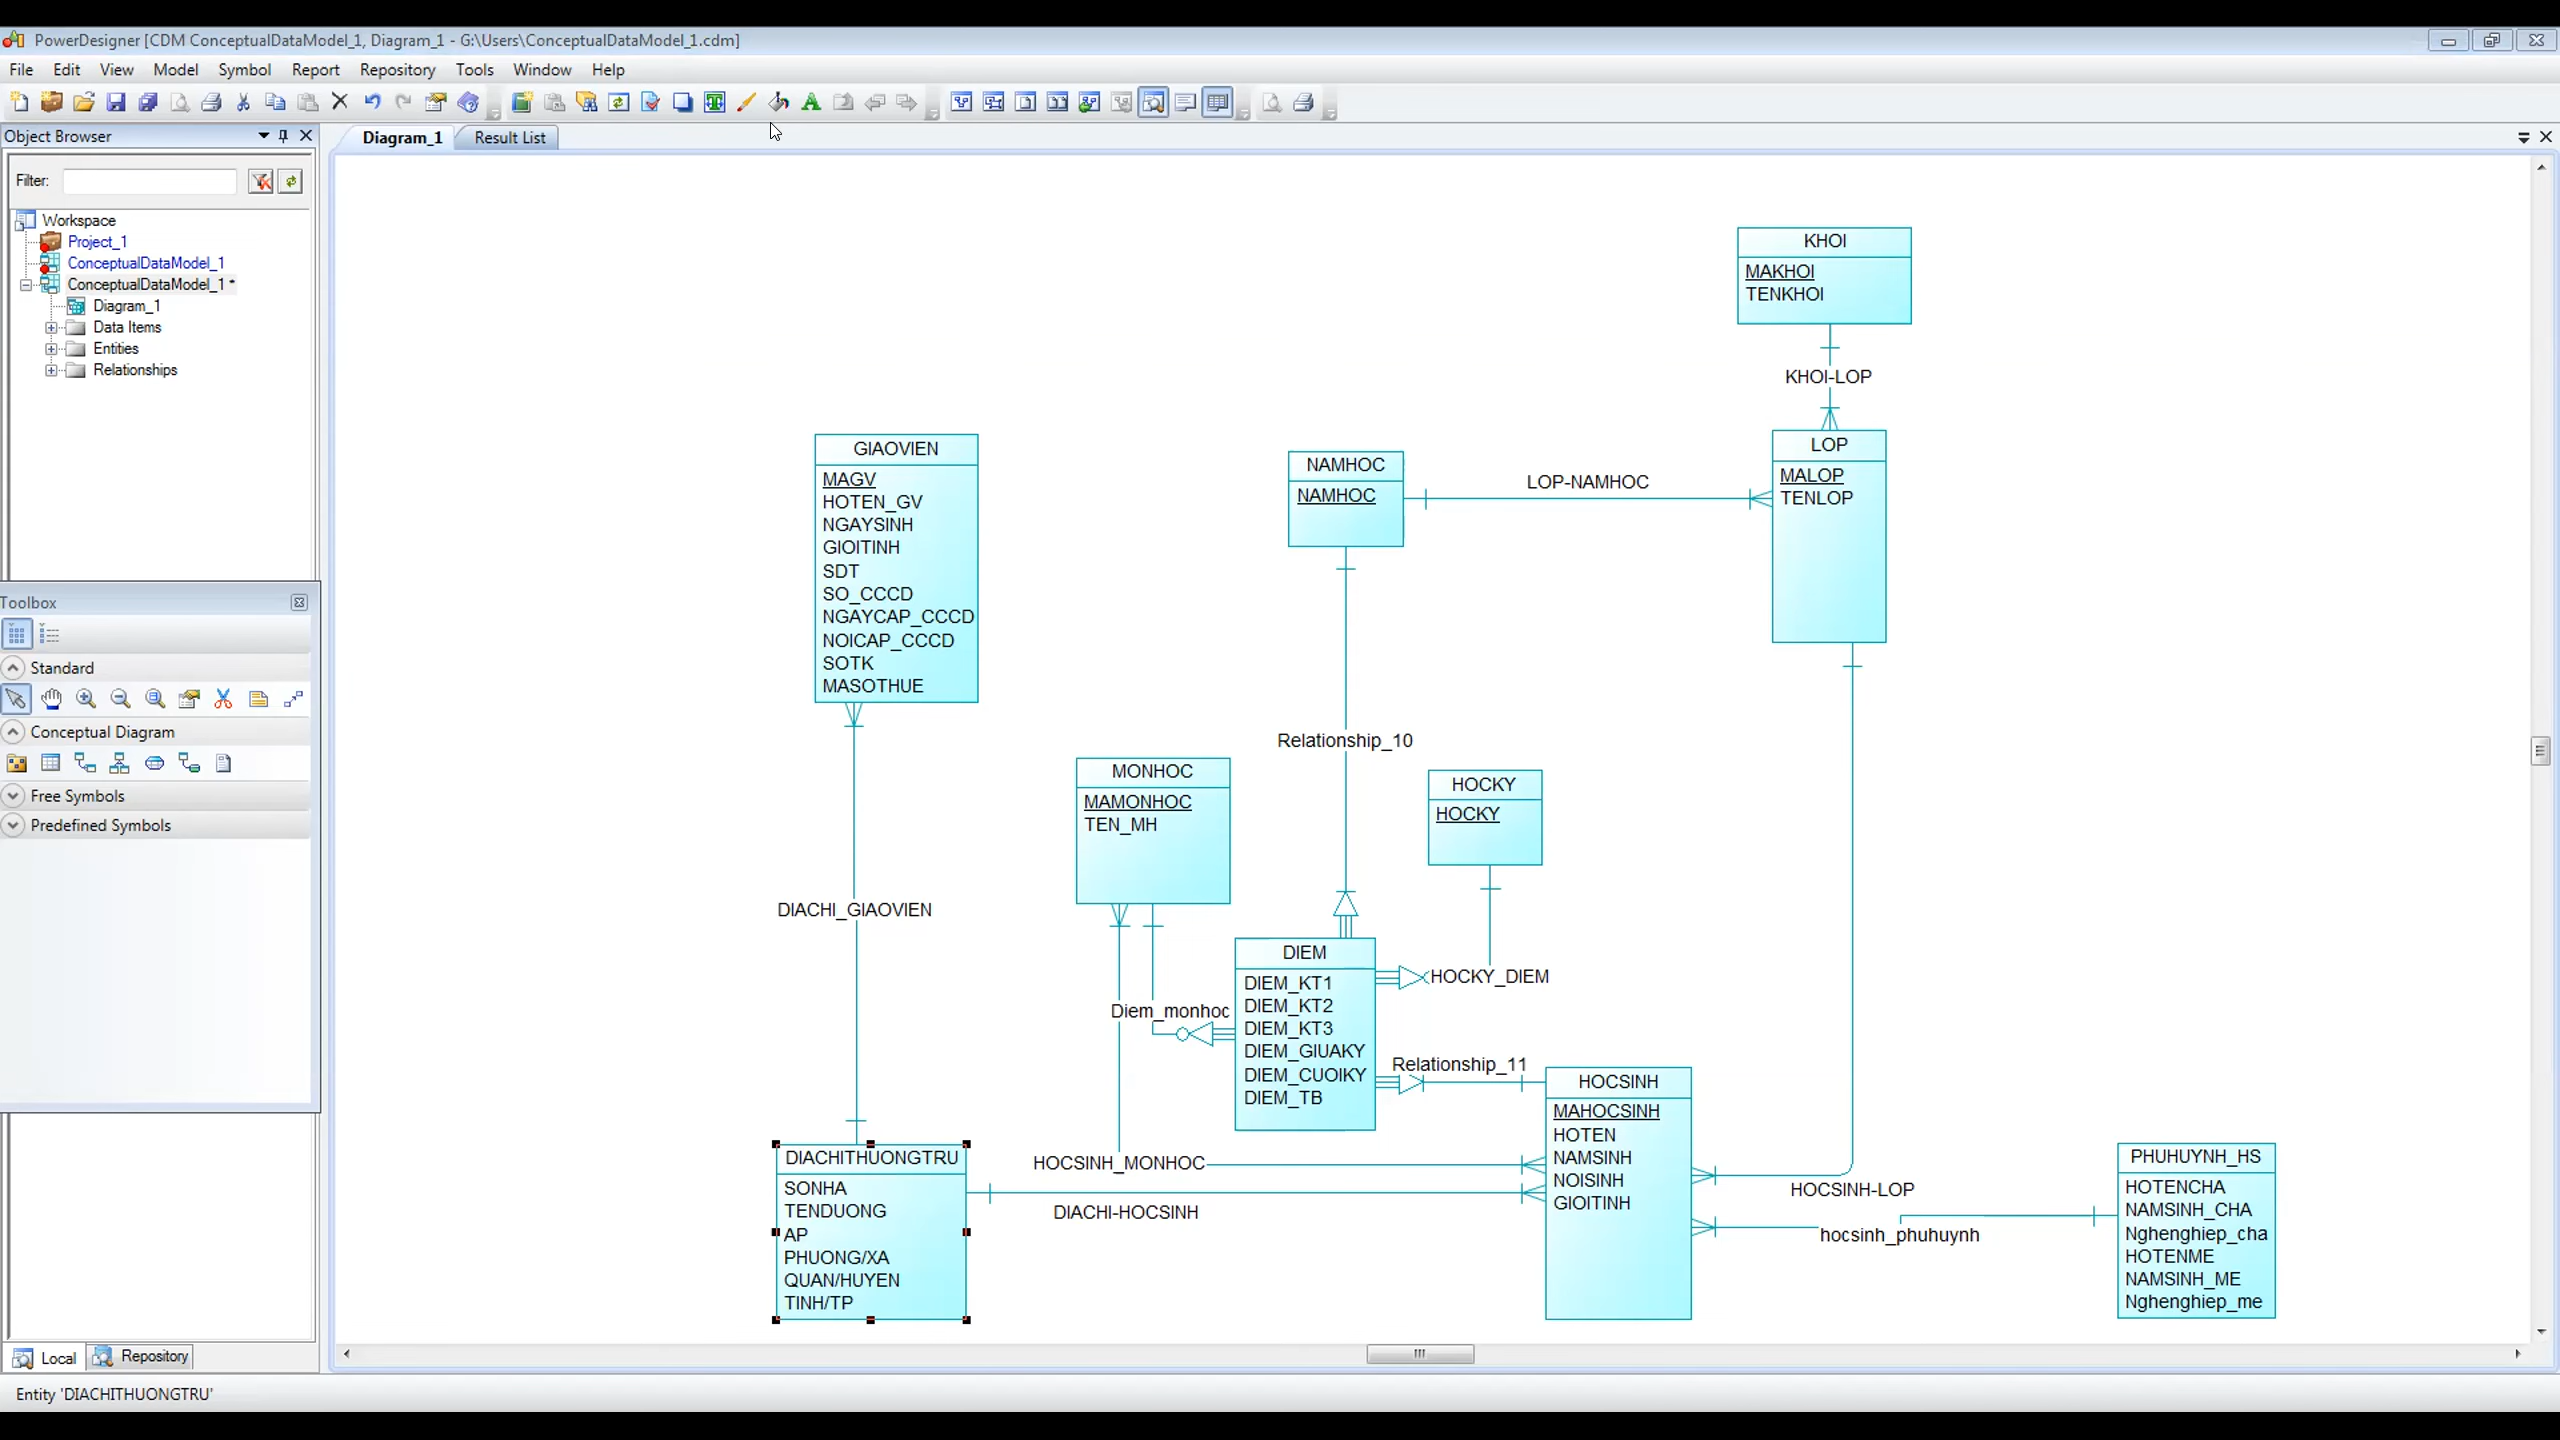 PowerDesigner [CDM ConceptualDataModel_1, Diagram_1 - G:\Users\ConceptualDataModel_1.cdm]
File Edit View Model Symbol Report Repository Tools Window Help
Object Browser
Diagram_1 Result List
Filter:
Workspace
Project_1
ConceptualDataModel_1
ConceptualDataModel_1 *
Diagram_1
Data Items
Entities
Relationships
Toolbox
Standard
Conceptual Diagram
Free Symbols
Predefined Symbols
Local Repository
KHOI
MAKHOI
TENKHOI
KHOI-LOP
LOP
MALOP
TENLOP
GIAOVIEN
MAGV
HOTEN_GV
NGAYSINH
GIOITINH
SDT
SO_CCCD
NGAYCAP_CCCD
NOICAP_CCCD
SOTK
MASOTHUE
NAMHOC
NAMHOC
LOP-NAMHOC
Relationship_10
MONHOC
MAMONHOC
TEN_MH
HOCKY
HOCKY
DIACHI_GIAOVIEN
DIEM
DIEM_KT1
DIEM_KT2
DIEM_KT3
DIEM_GIUAKY
DIEM_CUOIKY
DIEM_TB
HOCKY_DIEM
Diem_monhoc
Relationship_11
HOCSINH
MAHOCSINH
HOTEN
NAMSINH
NOISINH
GIOITINH
DIACHITHUONGTRU
SONHA
TENDUONG
AP
PHUONG/XA
QUAN/HUYEN
TINH/TP
HOCSINH_MONHOC
DIACHI-HOCSINH
HOCSINH-LOP
hocsinh_phuhuynh
PHUHUYNH_HS
HOTENCHA
NAMSINH_CHA
Nghenghiep_cha
HOTENME
NAMSINH_ME
Nghenghiep_me
Entity 'DIACHITHUONGTRU'